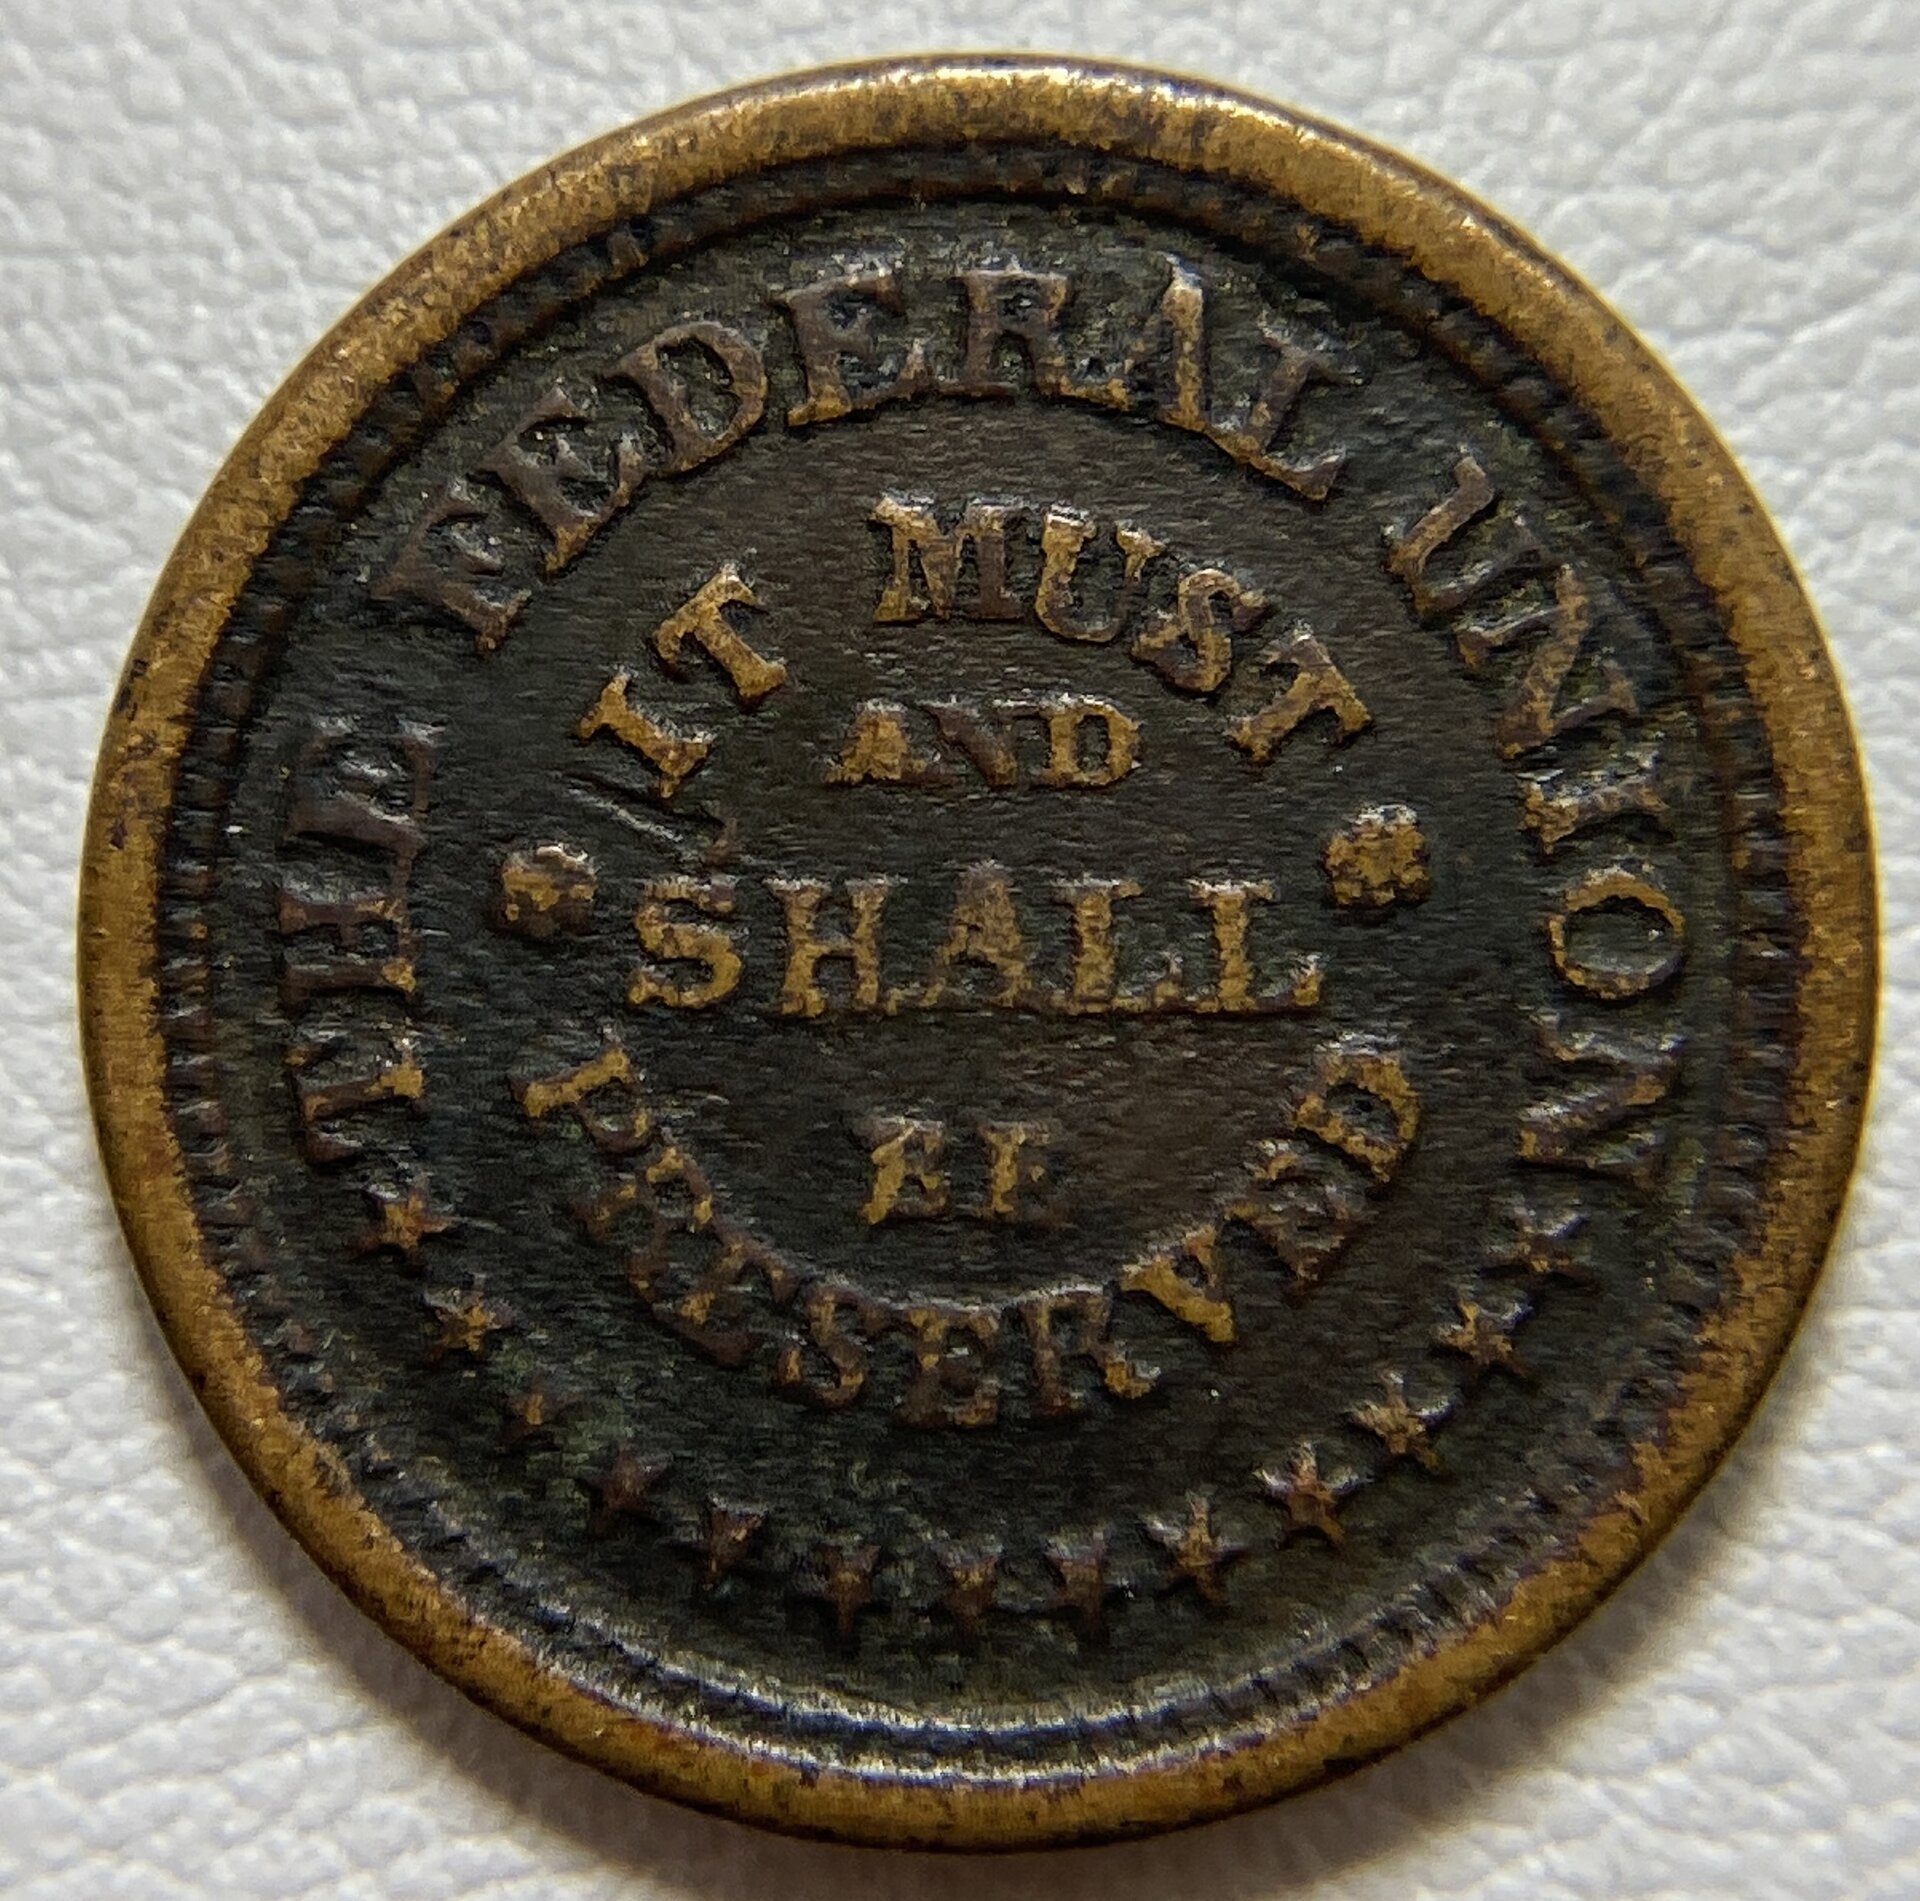 THE FEDERAL UNION
IT MUST
AND
SHALL
BE
PRESERVED